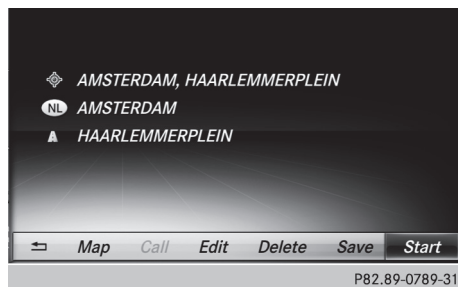 AMSTERDAM, HAARLEMMERPLEIN
NL AMSTERDAM
A HAARLEMMERPLEIN
Map Call Edit Delete Save Start
P82.89-0789-31